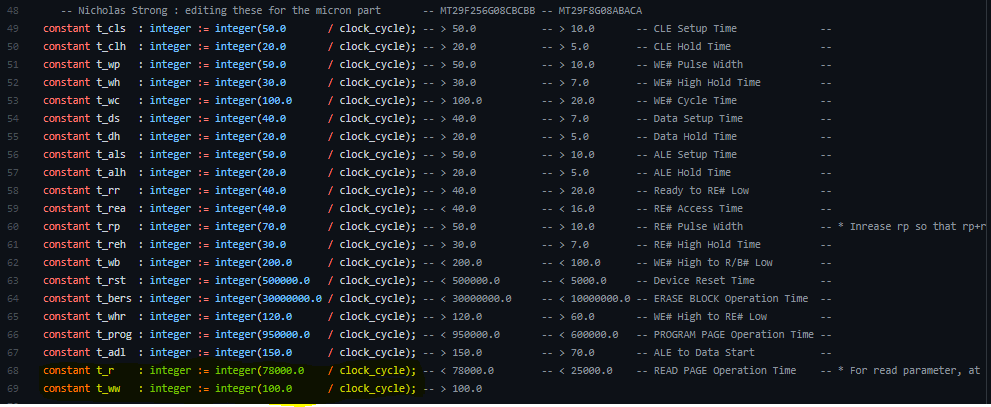 48 -- Nicholas Strong : editing these for the micron part -- MT29F256G08CBCBB -- MT29F8G08ABACA
49 constant t_cls : integer := integer(50.0 / clock_cycle); -- > 50.0 -- > 10.0 -- CLE Setup Time --
50 constant t_clh : integer := integer(20.0 / clock_cycle); -- > 20.0 -- > 5.0 -- CLE Hold Time --
51 constant t_wp : integer := integer(50.0 / clock_cycle); -- > 50.0 -- > 10.0 -- WE# Pulse Width --
52 constant t_wh : integer := integer(30.0 / clock_cycle); -- > 30.0 -- > 7.0 -- WE# High Hold Time --
53 constant t_wc : integer := integer(100.0 / clock_cycle); -- > 100.0 -- > 20.0 -- WE# Cycle Time --
54 constant t_ds : integer := integer(40.0 / clock_cycle); -- > 40.0 -- > 7.0 -- Data Setup Time --
55 constant t_dh : integer := integer(20.0 / clock_cycle); -- > 20.0 -- > 5.0 -- Data Hold Time --
56 constant t_als : integer := integer(50.0 / clock_cycle); -- > 50.0 -- > 10.0 -- ALE Setup Time --
57 constant t_alh : integer := integer(20.0 / clock_cycle); -- > 20.0 -- > 5.0 -- ALE Hold Time --
58 constant t_rr : integer := integer(40.0 / clock_cycle); -- > 40.0 -- > 20.0 -- Ready to RE# Low --
59 constant t_rea : integer := integer(40.0 / clock_cycle); -- < 40.0 -- < 16.0 -- RE# Access Time --
60 constant t_rp : integer := integer(70.0 / clock_cycle); -- > 50.0 -- > 10.0 -- RE# Pulse Width -- * Inrease rp so that rp+r
61 constant t_reh : integer := integer(30.0 / clock_cycle); -- > 30.0 -- > 7.0 -- RE# High Hold Time --
62 constant t_wb : integer := integer(200.0 / clock_cycle); -- < 200.0 -- < 100.0 -- WE# High to R/B# Low --
63 constant t_rst : integer := integer(500000.0 / clock_cycle); -- < 500000.0 -- < 5000.0 -- Device Reset Time --
64 constant t_bers : integer := integer(30000000.0 / clock_cycle); -- < 30000000.0 -- < 10000000.0 -- ERASE BLOCK Operation Time --
65 constant t_whr : integer := integer(120.0 / clock_cycle); -- > 120.0 -- > 60.0 -- WE# High to RE# Low --
66 constant t_prog : integer := integer(950000.0 / clock_cycle); -- < 950000.0 -- < 600000.0 -- PROGRAM PAGE Operation Time --
67 constant t_adl : integer := integer(150.0 / clock_cycle); -- > 150.0 -- > 70.0 -- ALE to Data Start --
68 constant t_r : integer := integer(78000.0 / clock_cycle); -- < 78000.0 -- < 25000.0 -- READ PAGE Operation Time -- * For read parameter, at
69 constant t_ww : integer := integer(100.0 / clock_cycle); -- > 100.0